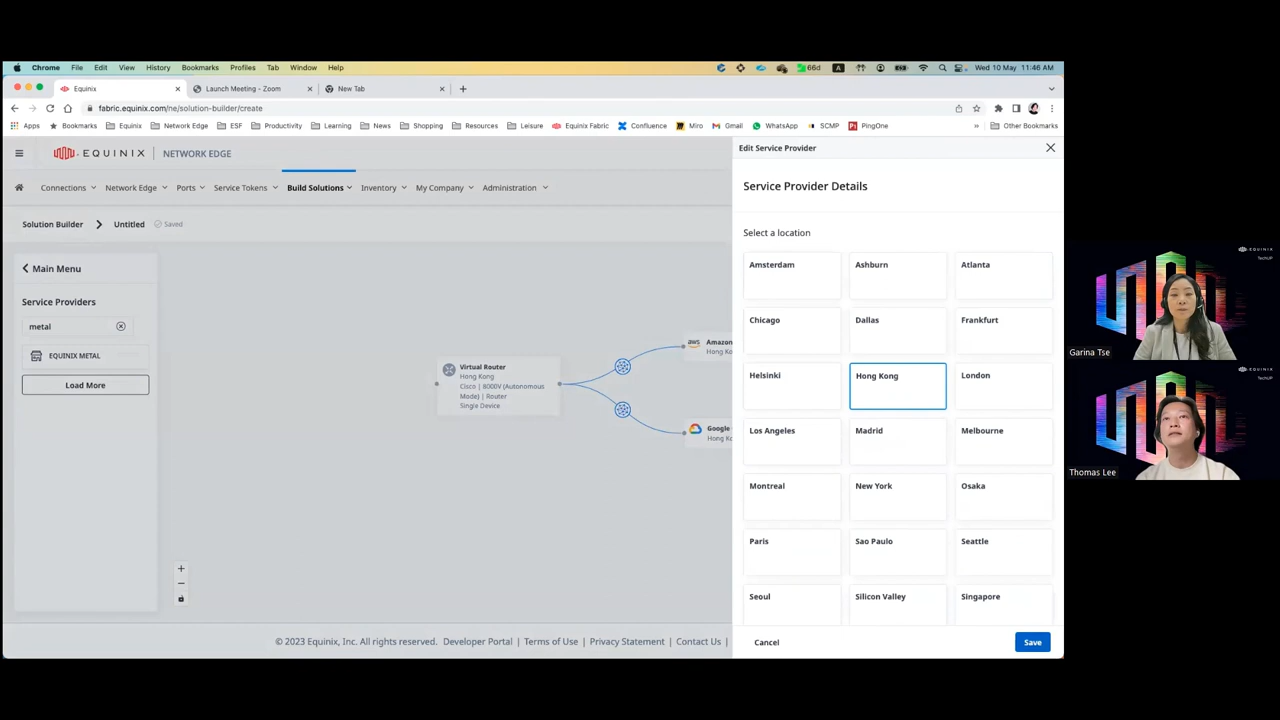 Chrome File Edit View History Bookmarks Profiles Tab Window Help 66d A Wed 10 May 11:46 AM
Equinix Launch Meeting - Zoom New Tab
fabric.equinix.com/ne/solution-builder/create
Apps Bookmarks Equinix Network Edge ESF Productivity Learning News Shopping Resources Leisure Equinix Fabric Confluence Miro Gmail WhatsApp SCMP PingOne » Other Bookmarks
EQUINIX NETWORK EDGE
Connections Network Edge Ports Service Tokens Build Solutions Inventory My Company Administration
Solution Builder Untitled Saved
Main Menu
Service Providers
metal
EQUINIX METAL
Load More
Virtual Router
Hong Kong
Cisco | 8000V (Autonomous
Mode) | Router
Single Device
aws Amazon
Hong Ko
Google
Hong Ko
© 2023 Equinix, Inc. All rights reserved. Developer Portal | Terms of Use | Privacy Statement | Contact Us |
Edit Service Provider
Service Provider Details
Select a location
Amsterdam Ashburn Atlanta
Chicago Dallas Frankfurt
Helsinki Hong Kong London
Los Angeles Madrid Melbourne
Montreal New York Osaka
Paris Sao Paulo Seattle
Seoul Silicon Valley Singapore
Cancel Save
EQUINIX
TechUP
Garina Tse
EQUINIX
TechUP
Thomas Lee